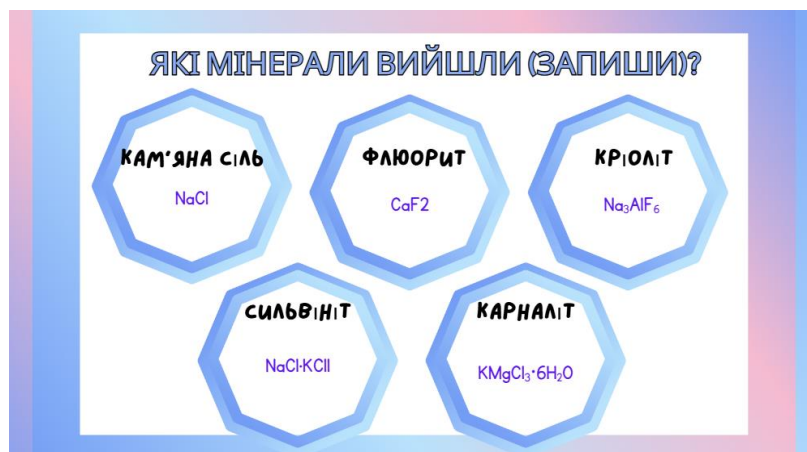 ЯКІ МІНЕРАЛИ ВИЙШЛИ (ЗАПИШИ)?
КАМ'ЯНА СІЛЬ
NaCl
ФЛЮОРИТ
CaF2
КРІОЛІТ
Na₃AlF₆
СИЛЬВІНІТ
NaCl·KCll
КАРНАЛІТ
KMgCl₃·6H₂O